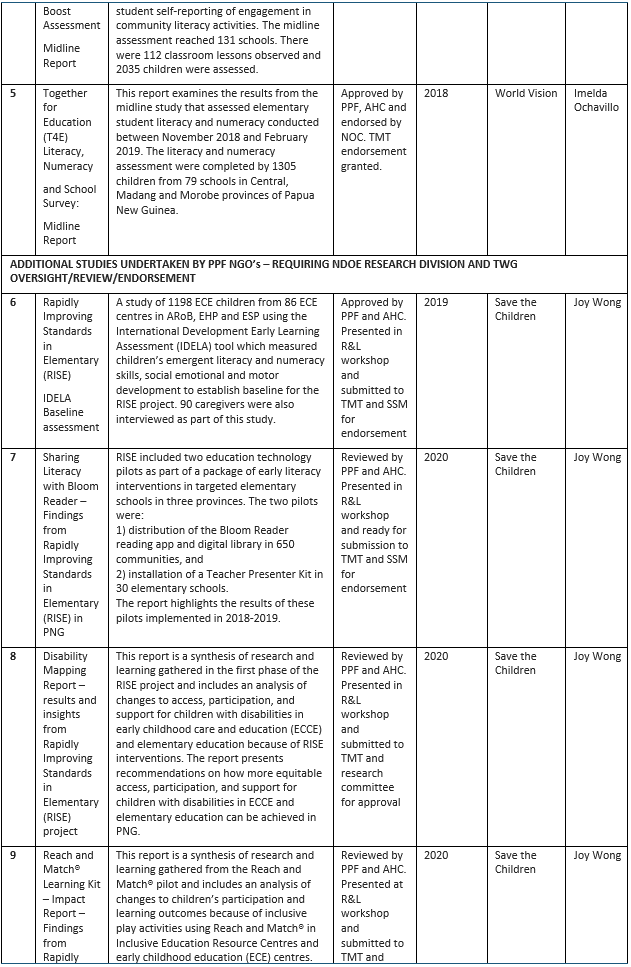 Boost
Assessment
Midline
Report
student self-reporting of engagement in
community literacy activities. The midline
assessment reached 131 schools. There
were 112 classroom lessons observed and
2035 children were assessed.
5
Together
for
Education
(T4E)
Literacy,
Numeracy
and School
Survey:
Midline
Report
This report examines the results from the
midline study that assessed elementary
student literacy and numeracy conducted
between November 2018 and February
2019. The literacy and numeracy
assessment were completed by 1305
children from 79 schools in Central,
Madang and Morobe provinces of Papua
New Guinea.
Approved by
PPF, AHC and
endorsed by
NOC. TMT
endorsement
granted.
2018
World Vision
Imelda
Ochavillo
ADDITIONAL STUDIES UNDERTAKEN BY PPF NGO's – REQUIRING NDOE RESEARCH DIVISION AND TWG
OVERSIGHT/REVIEW/ENDORSEMENT
6
Rapidly
Improving
Standards
in
Elementary
(RISE)
IDELA
Baseline
assessment
A study of 1198 ECE children from 86 ECE
centres in ARoB, EHP and ESP using the
International Development Early Learning
Assessment (IDELA) tool which measured
children's emergent literacy and numeracy
skills, social emotional and motor
development to establish baseline for the
RISE project. 90 caregivers were also
interviewed as part of this study.
Approved by
PPF and AHC.
Presented in
R&L
workshop
and
submitted to
TMT and SSM
for
endorsement
2019
Save the
Children
Joy Wong
7
Sharing
Literacy
with Bloom
Reader –
Findings
from
Rapidly
Improving
Standards
in
Elementary
(RISE) in
PNG
RISE included two education technology
pilots as part of a package of early literacy
interventions in targeted elementary
schools in three provinces. The two pilots
were:
1) distribution of the Bloom Reader
reading app and digital library in 650
communities, and
2) installation of a Teacher Presenter Kit in
30 elementary schools.
The report highlights the results of these
pilots implemented in 2018-2019.
Reviewed by
PPF and AHC.
Presented in
R&L
workshop
and ready for
submission to
TMT and SSM
for
endorsement
2020
Save the
Children
Joy Wong
8
Disability
Mapping
Report –
results and
insights
from
Rapidly
Improving
Standards
in
Elementary
(RISE)
project
This report is a synthesis of research and
learning gathered in the first phase of the
RISE project and includes an analysis of
changes to access, participation, and
support for children with disabilities in
early childhood care and education (ECCE)
and elementary education because of RISE
interventions. The report presents
recommendations on how more equitable
access, participation, and support for
children with disabilities in ECCE and
elementary education can be achieved in
PNG.
Reviewed by
PPF and AHC.
Presented in
R&L
workshop
and
submitted to
TMT and
research
committee
for approval
2020
Save the
Children
Joy Wong
9
Reach and
Match®
Learning Kit
– Impact
Report –
Findings
from
Rapidly
This report is a synthesis of research and
learning gathered from the Reach and
Match® pilot and includes an analysis of
changes to children's participation and
learning outcomes because of inclusive
play activities using Reach and Match® in
Inclusive Education Resource Centres and
early childhood education (ECE) centres.
Reviewed by
PPF and AHC.
Presented at
R&L
workshop
and
submitted to
TMT and
2020
Save the
Children
Joy Wong